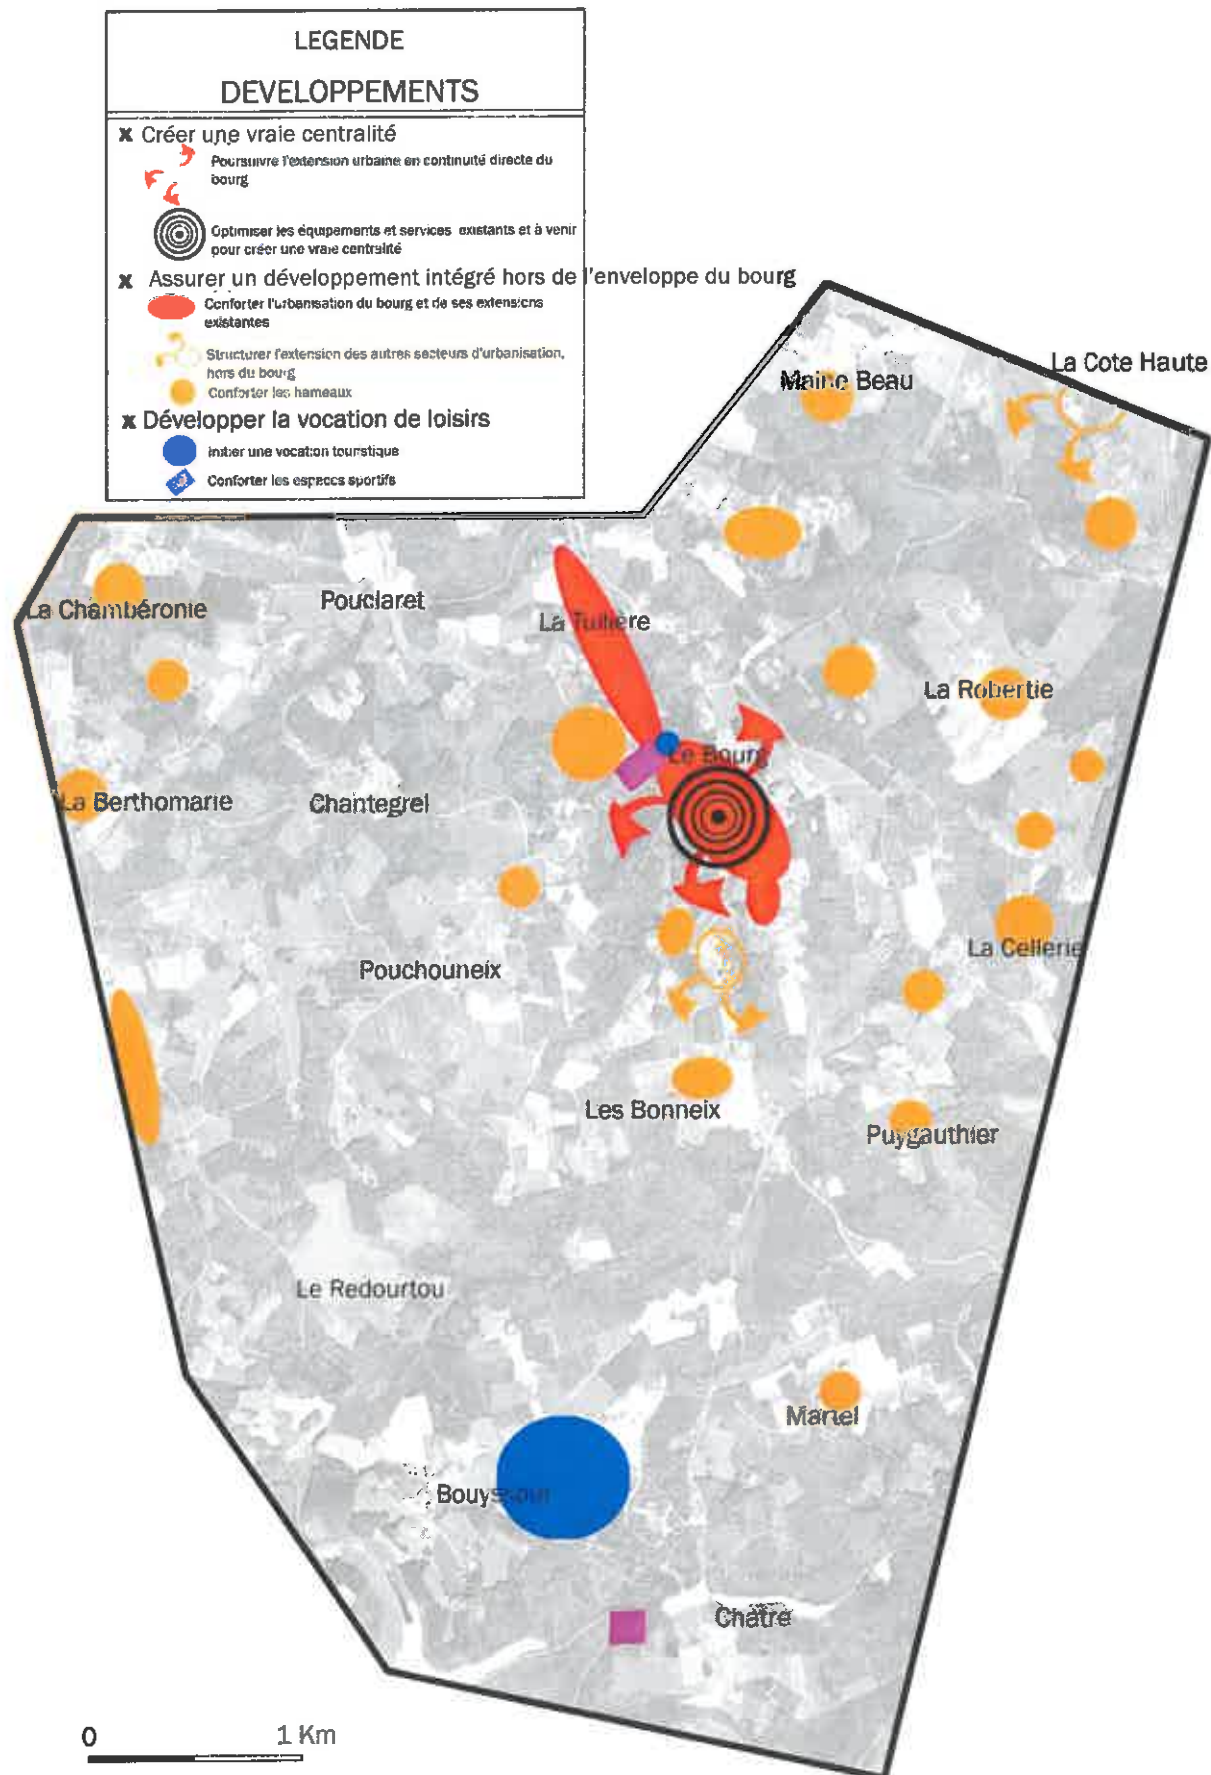 LEGENDE
DEVELOPPEMENTS
x Créer une vraie centralité
Poursuivre l'extension urbaine en continuité directe du
bourg
Optimiser les équipements et services existants et à venir
pour créer une vraie centralité
x Assurer un développement intégré hors de l'enveloppe du bourg
Conforter l'urbanisation du bourg et de ses extensions
existantes
Structurer l'extension des autres secteurs d'urbanisation,
hors du bourg
Conforter les hameaux
x Développer la vocation de loisirs
Initier une vocation touristique
Conforter les espaces sportifs
La Cote Haute
Maine Beau
La Chambéronie
Pouclaret
La Tuilière
La Robertie
Le Bourg
La Berthomarie
Chantegrel
La Cellerie
Pouchouneix
Les Bonneix
Puygauthier
Le Redourtou
Martel
Chatre
0 1 Km